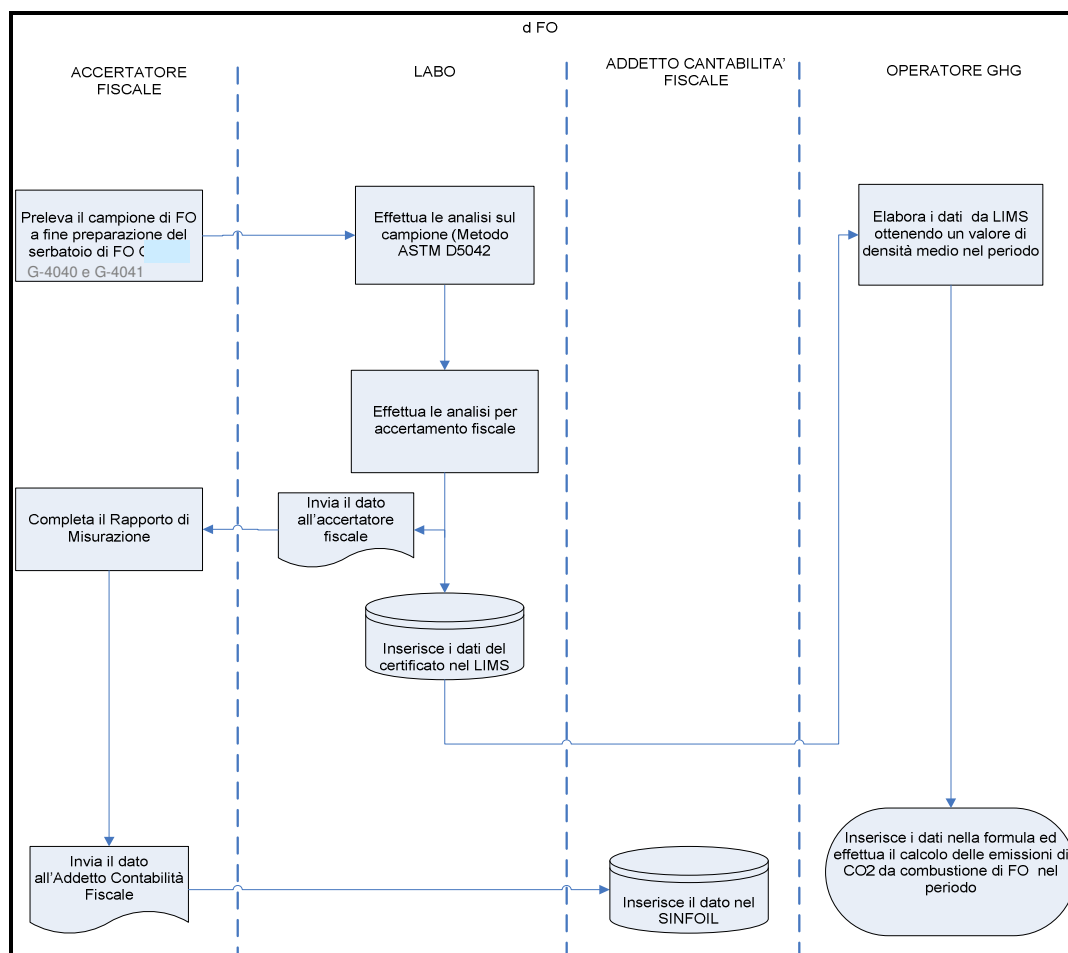 d FO
ACCERTATORE
FISCALE
LABO
ADDETTO CANTABILITA'
FISCALE
OPERATORE GHG
Preleva il campione di FO
a fine preparazione del
serbatoio di FO
G-4040 e G-4041
Effettua le analisi sul
campione (Metodo
ASTM D5042
Elabora i dati da LIMS
ottenendo un valore di
densità medio nel periodo
Effettua le analisi per
accertamento fiscale
Completa il Rapporto di
Misurazione
Invia il dato
all'accertatore
fiscale
Inserisce i dati del
certificato nel LIMS
Invia il dato
all'Addetto Contabilità
Fiscale
Inserisce il dato nel
SINFOIL
Inserisce i dati nella formula ed
effettua il calcolo delle emissioni di
CO2 da combustione di FO nel
periodo